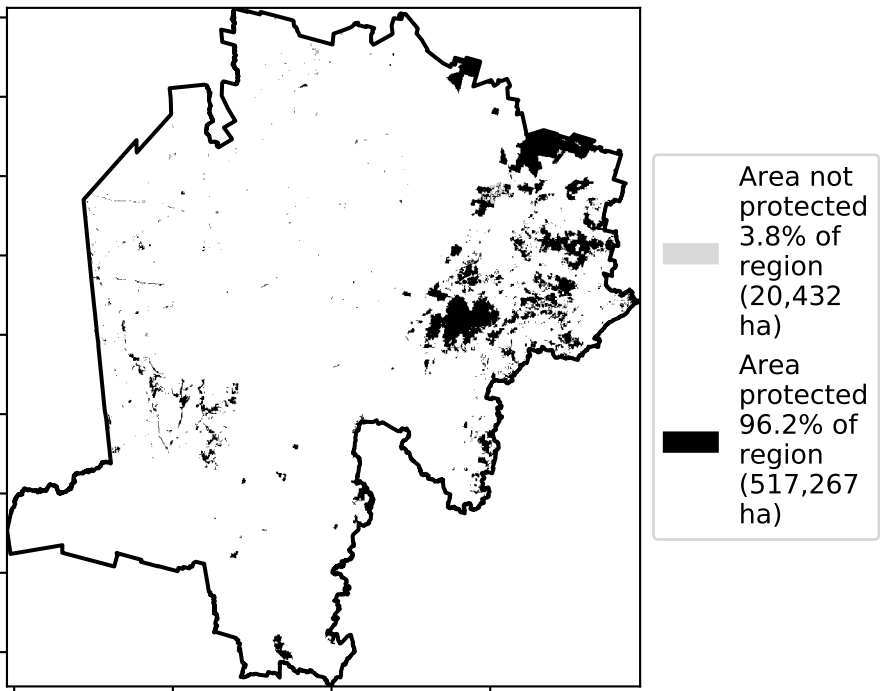 Area not
protected
3.8% of
region
(20,432
ha)
Area
protected
96.2% of
region
(517,267
ha)